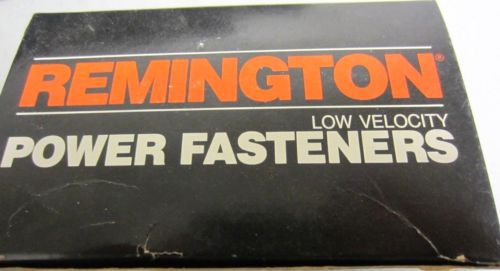 REMINGTON®
LOW VELOCITY
POWER FASTENERS